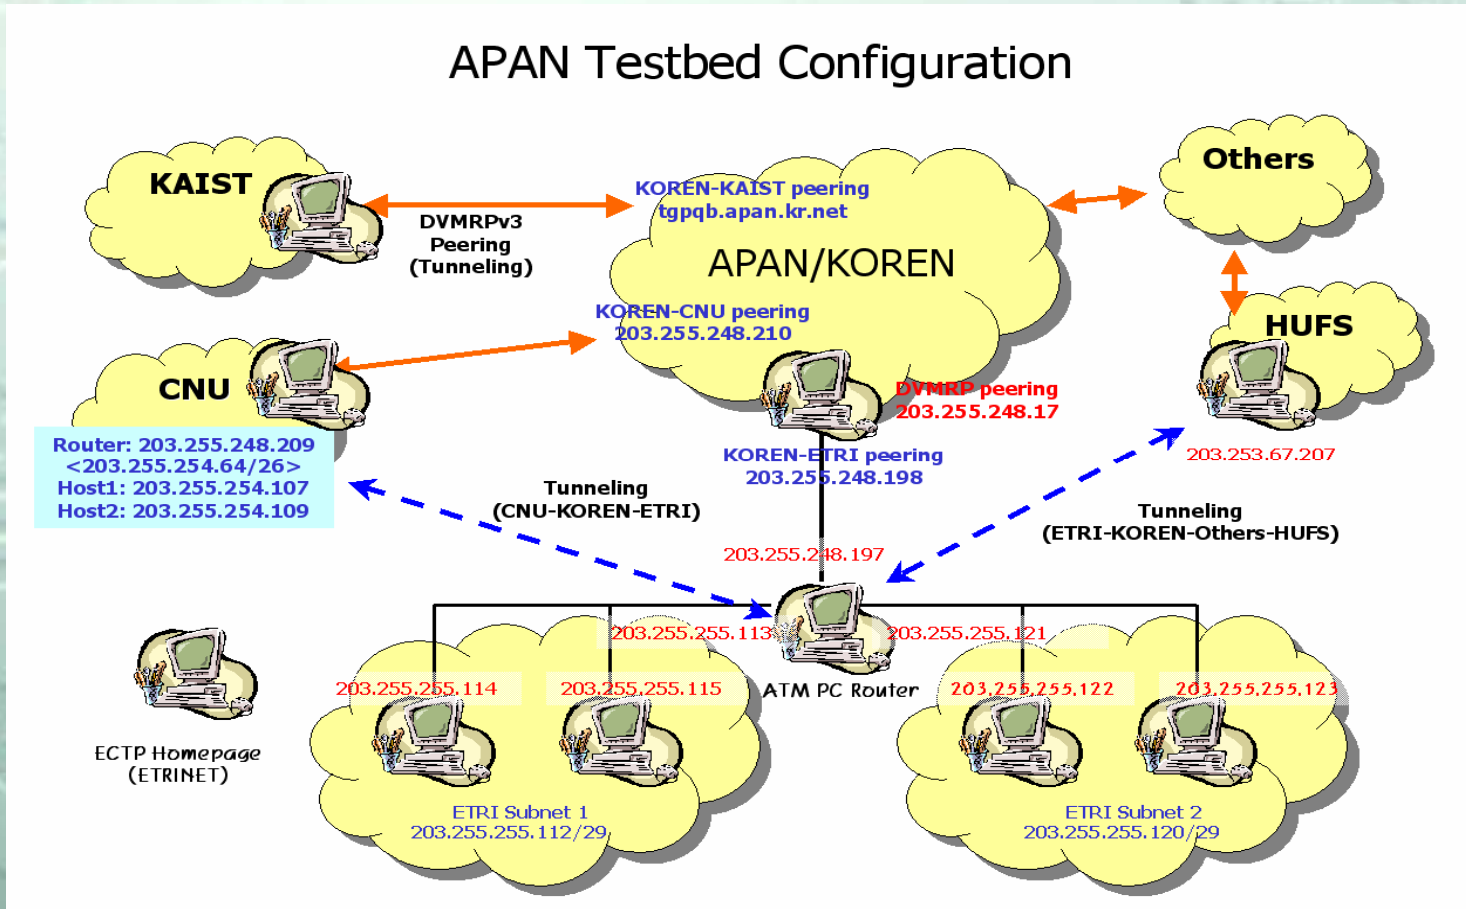 APAN Testbed Configuration
KAIST
DVMRPv3
Peering
(Tunneling)
KOREN-KAIST peering
tgpqb.apan.kr.net
APAN/KOREN
Others
KOREN-CNU peering
203.255.248.210
HUFS
CNU
DVMRP peering
203.255.248.17
Router: 203.255.248.209
<203.255.254.64/26>
Host1: 203.255.254.107
Host2: 203.255.254.109
KOREN-ETRI peering
203.255.248.198
203.253.67.207
Tunneling
(CNU-KOREN-ETRI)
Tunneling
(ETRI-KOREN-Others-HUFS)
203.255.248.197
203.255.255.113
203.255.255.121
203.255.255.114
203.255.255.115
ATM PC Router
203.255.255.122
203.255.255.123
ECTP Homepage
(ETRINET)
ETRI Subnet 1
203.255.255.112/29
ETRI Subnet 2
203.255.255.120/29